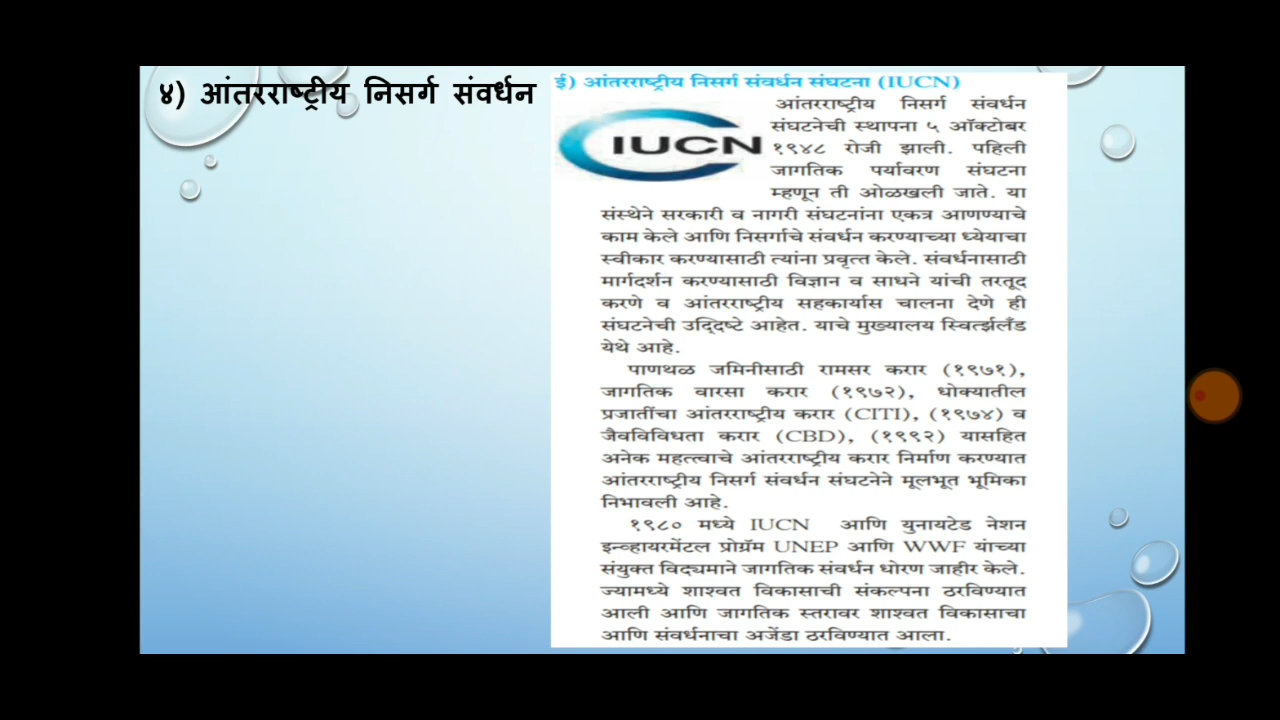 ४) आंतरराष्ट्रीय निसर्ग संवर्धन
ई) आंतरराष्ट्रीय निसर्ग संवर्धन संघटना (IUCN)
IUCN
आंतरराष्ट्रीय निसर्ग संवर्धन
संघटनेची स्थापना ५ ऑक्टोबर
१९४८ रोजी झाली. पहिली
जागतिक पर्यावरण संघटना
म्हणून ती ओळखली जाते. या
संस्थेने सरकारी व नागरी संघटनांना एकत्र आणण्याचे
काम केले आणि निसर्गाचे संवर्धन करण्याच्या ध्येयाचा
स्वीकार करण्यासाठी त्यांना प्रवृत्त केले. संवर्धनासाठी
मार्गदर्शन करण्यासाठी विज्ञान व साधने यांची तरतूद
करणे व आंतरराष्ट्रीय सहकार्यास चालना देणे ही
संघटनेची उद्दिष्टे आहेत. याचे मुख्यालय स्वित्झर्लँड
येथे आहे.
पाणथळ जमिनीसाठी रामसर करार (१९७१),
जागतिक वारसा करार (१९७२), धोक्यातील
प्रजातींचा आंतरराष्ट्रीय करार (CITI), (१९७४) व
जैवविविधता करार (CBD), (१९९२) यासहित
अनेक महत्त्वाचे आंतरराष्ट्रीय करार निर्माण करण्यात
आंतरराष्ट्रीय निसर्ग संवर्धन संघटनेने मूलभूत भूमिका
निभावली आहे.
१९८० मध्ये IUCN आणि युनायटेड नेशन
इन्व्हायरमेंटल प्रोग्रॅम UNEP आणि WWF यांच्या
संयुक्त विद्यमाने जागतिक संवर्धन धोरण जाहीर केले.
ज्यामध्ये शाश्वत विकासाची संकल्पना ठरविण्यात
आली आणि जागतिक स्तरावर शाश्वत विकासाचा
आणि संवर्धनाचा अजेंडा ठरविण्यात आला.